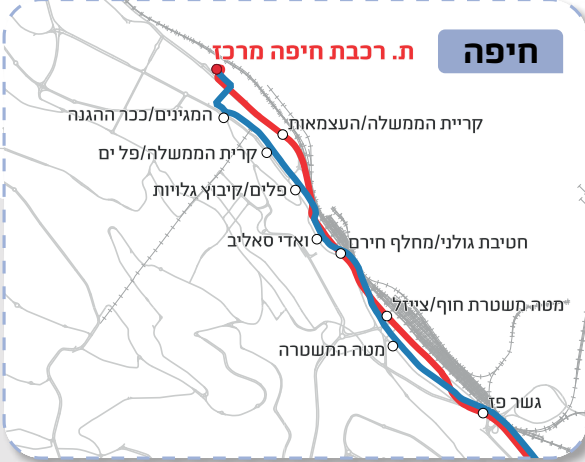 חיפה
ת. רכבת חיפה מרכז
המגינים/ככר ההגנה
קריית הממשלה/העצמאות
קרית הממשלה/פל ים
פלים/קיבוץ גלויות
ואדי סאליב
חטיבת גולני/מחלף חירם
מטה משטרת חוף/צייזל
מטה המשטרה
גשר פז